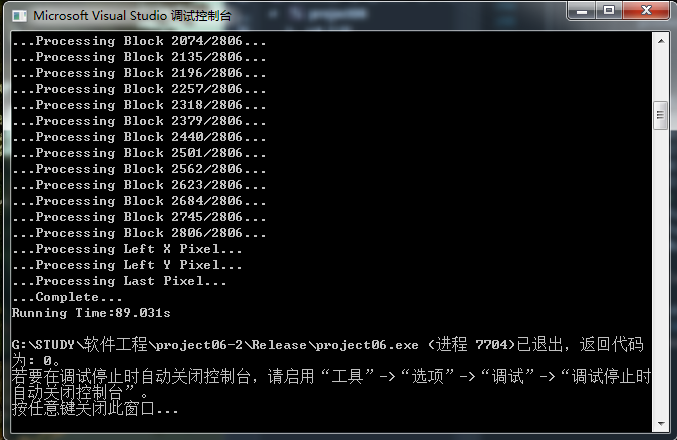 Microsoft Visual Studio 调试控制台
...Processing Block 2074/2806...
...Processing Block 2135/2806...
...Processing Block 2196/2806...
...Processing Block 2257/2806...
...Processing Block 2318/2806...
...Processing Block 2379/2806...
...Processing Block 2440/2806...
...Processing Block 2501/2806...
...Processing Block 2562/2806...
...Processing Block 2623/2806...
...Processing Block 2684/2806...
...Processing Block 2745/2806...
...Processing Block 2806/2806...
...Processing Left X Pixel...
...Processing Left Y Pixel...
...Processing Last Pixel...
...Complete...
Running Time:89.031s
G:\STUDY\软件工程\project06-2\Release\project06.exe (进程 7704)已退出，返回代码
为: 0。
若要在调试停止时自动关闭控制台，请启用“工具”->“选项”->“调试”->“调试停止时
自动关闭控制台”。
按任意键关闭此窗口...